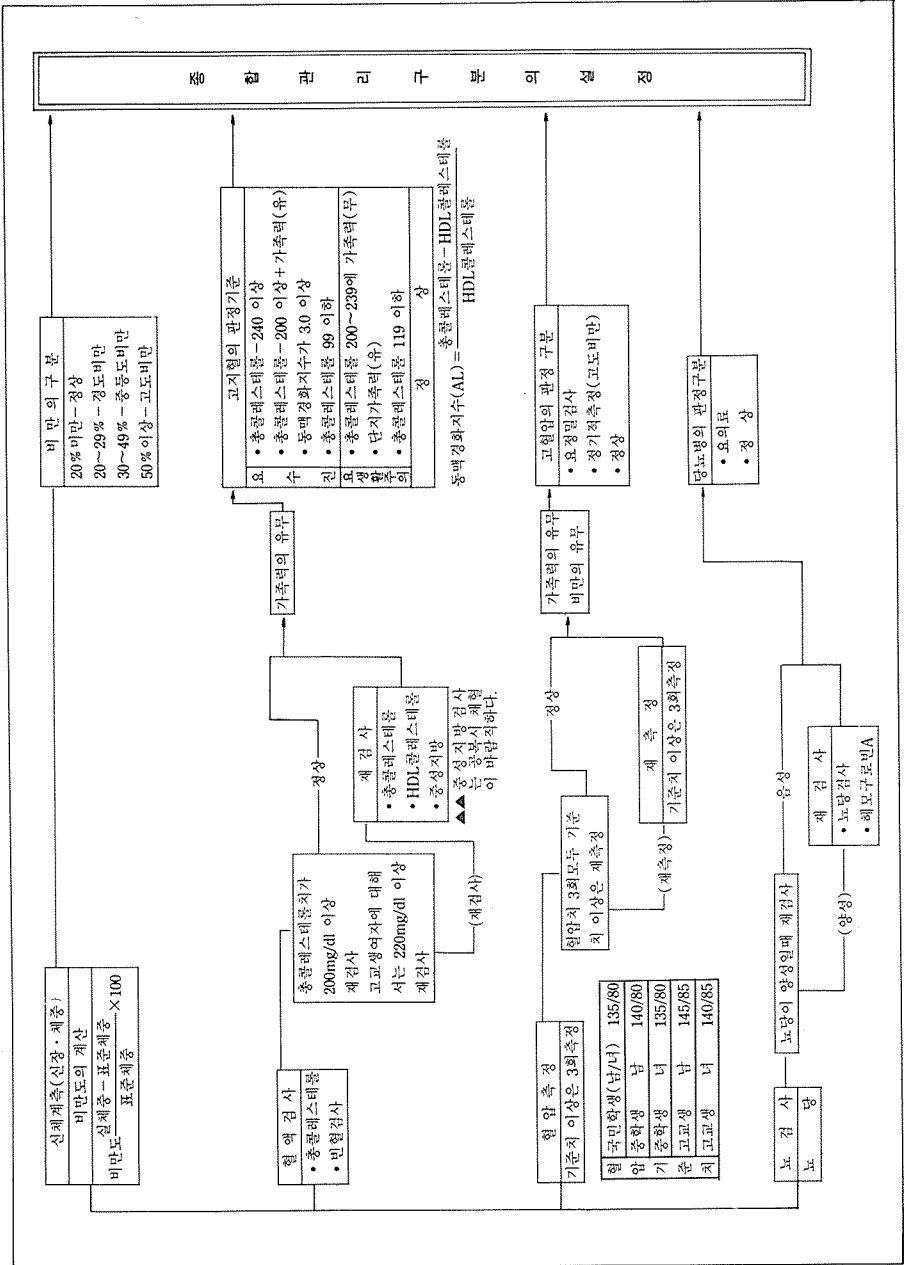 신체계측(신장·체중)
비만도의 계산
비만도 실체중-표준체중 ×100
표준체중
비 만 의 구 분
20%미만-정상
20~29%-경도비만
30~49%-중등도비만
50%이상-고도비만
혈 액 검 사
• 총콜레스테롤
• 빈혈검사
총콜레스테롤치가
200mg/dl 이상
재검사
고교생여자에 대해
서는 220mg/dl 이상
재검사
정상
(재검사)
재 검 사
• 총콜레스테롤
• HDL콜레스테롤
• 중성지방
▲▲ 중성지방검사
는 공복시 채혈
이 바람직하다.
가족력의 유무
고지혈의 판정기준
요 수 진
• 총콜레스테롤-240 이상
• 총콜레스테롤-200 이상+가족력(유)
• 동맥경화지수가 3.0 이상
• 총콜레스테롤 99 이하
요생활주의
• 총콜레스테롤 200~239에 가족력(무)
• 단지가족력(유)
• 총콜레스테롤 119 이하
정 상
동맥경화지수(AL)= 총콜레스테롤-HDL콜레스테롤
HDL콜레스테롤
혈 압 측 정
기준치 이상은 3회측정
혈압기준치
국민학생(남/녀) 135/80
중학생 남 140/80
중학생 녀 135/80
고교생 남 145/85
고교생 녀 140/85
혈압치 3회모두 기준
치 이상은 재측정
정상
(재측정)
재 측 정
기준치 이상은 3회측정
가족력의 유무
비만의 유무
고혈압의 판정 구분
• 요정밀검사
• 정기적측정(고도비만)
• 정상
뇨 검 사
뇨 당
뇨당이 양성일때 재검사
음성
(양성)
재 검 사
• 뇨당검사
• 헤모구로빈A
당뇨병의 판정구분
• 요의료
• 정 상
종 합 관 리 구 분 의 설 정